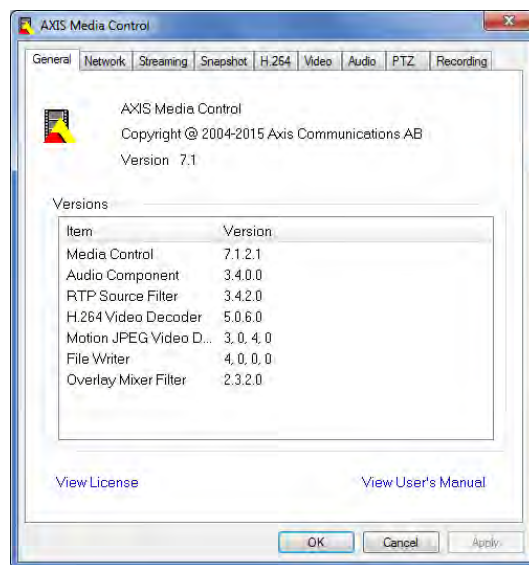 AXIS Media Control
General Network Streaming Snapshot H.264 Video Audio PTZ Recording
AXIS Media Control
Copyright @ 2004-2015 Axis Communications AB
Version 7.1
Versions
Item Version
Media Control 7.1.2.1
Audio Component 3.4.0.0
RTP Source Filter 3.4.2.0
H.264 Video Decoder 5.0.6.0
Motion JPEG Video D... 3, 0, 4, 0
File Writer 4, 0, 0, 0
Overlay Mixer Filter 2.3.2.0
View License View User's Manual
OK Cancel Apply